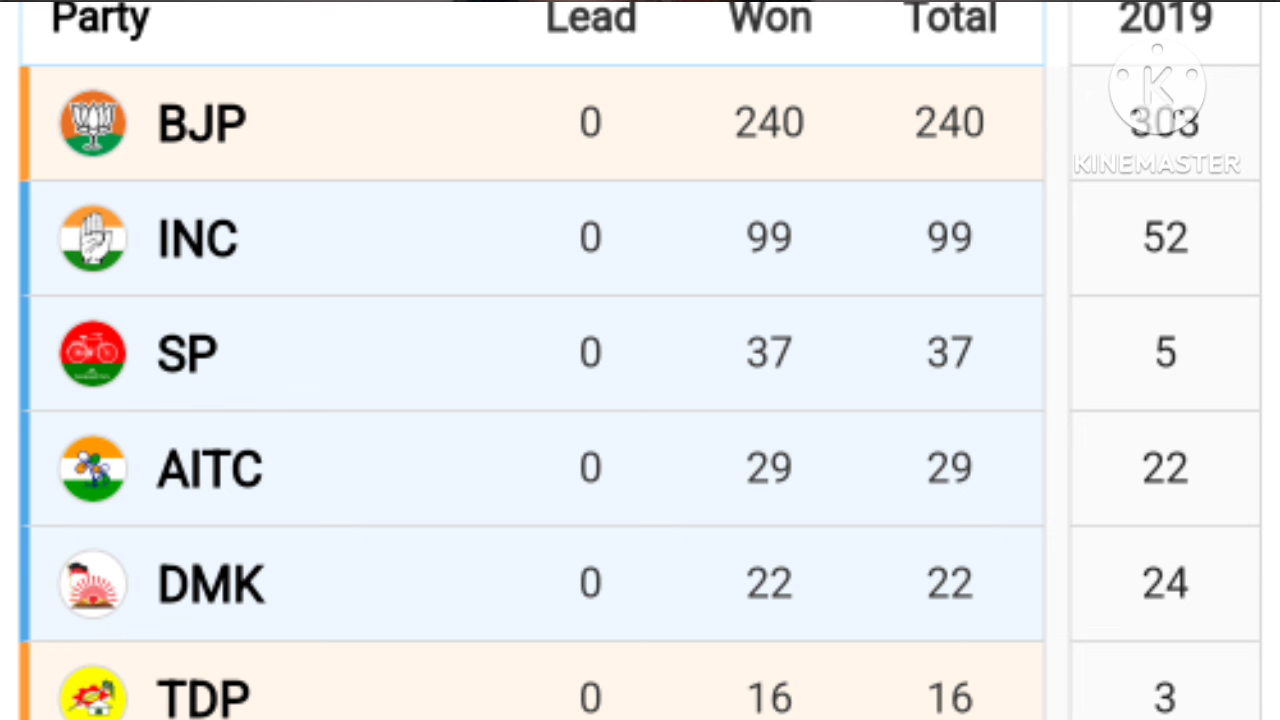 Party Lead Won Total 2019
BJP 0 240 240 303
K
KINEMASTER
INC 0 99 99 52
SP 0 37 37 5
AITC 0 29 29 22
DMK 0 22 22 24
TDP 0 16 16 3